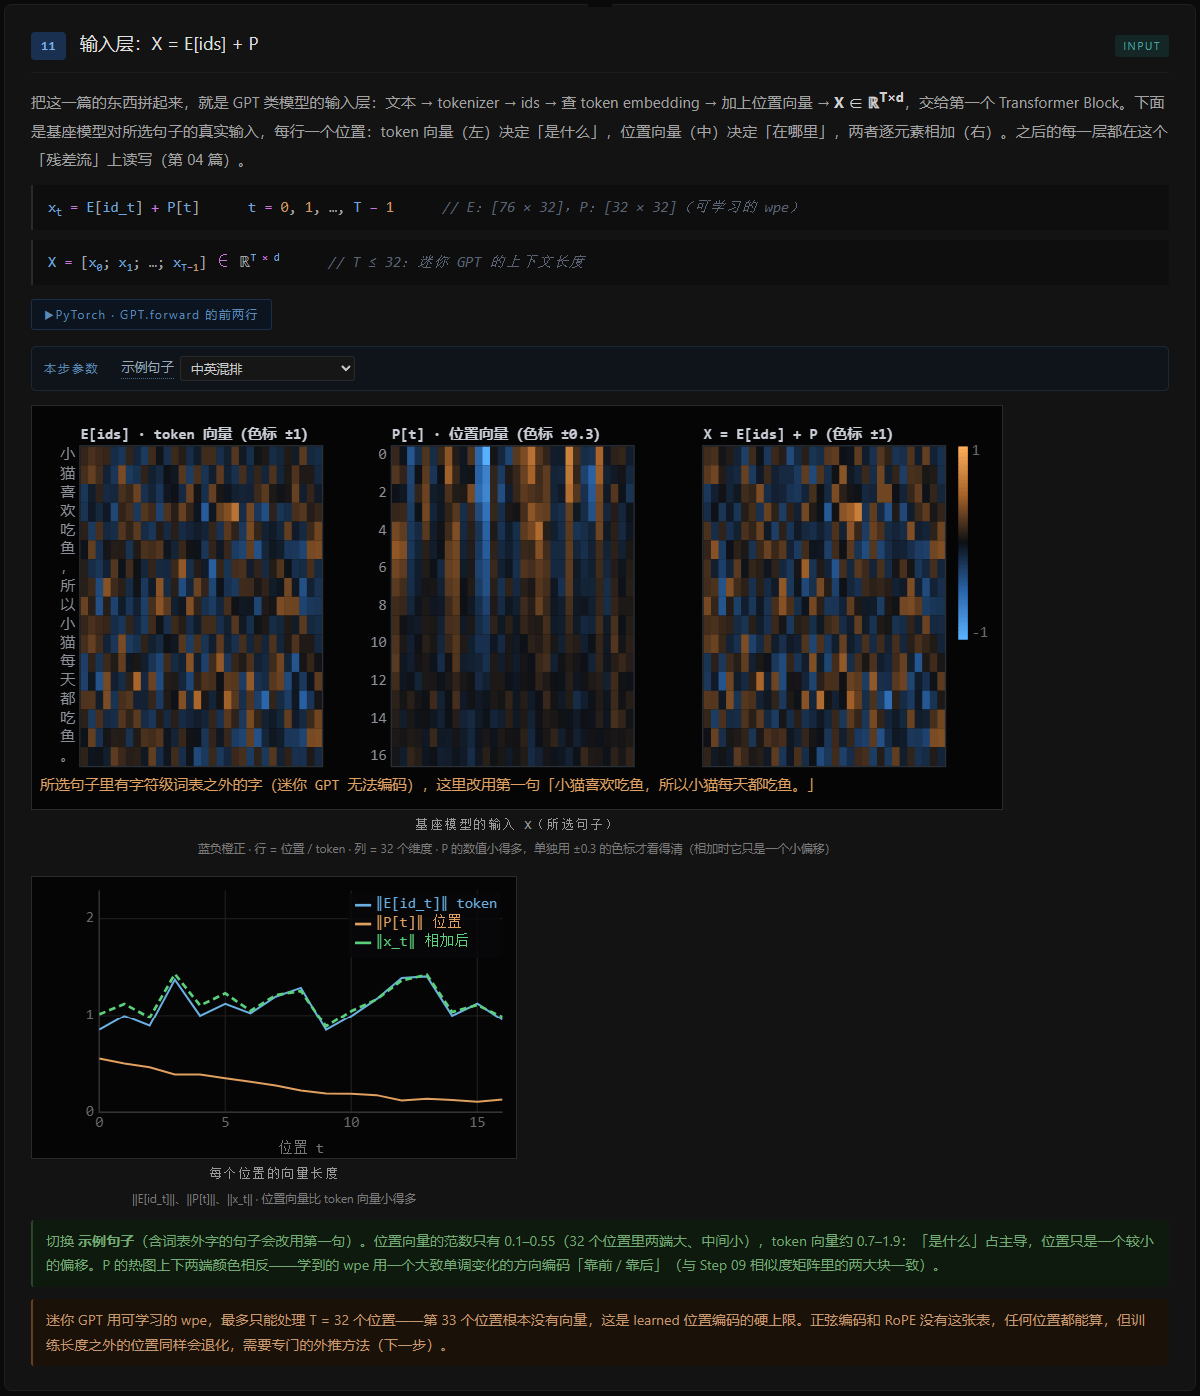 11 输入层：X = E[ids] + P
INPUT
把这一篇的东西拼起来，就是 GPT 类模型的输入层：文本 → tokenizer → ids → 查 token embedding → 加上位置向量 → X ∈ ℝᵀˣᵈ，交给第一个 Transformer Block。下面
是基座模型对所选句子的真实输入，每行一个位置：token 向量（左）决定「是什么」，位置向量（中）决定「在哪里」，两者逐元素相加（右）。之后的每一层都在这个
「残差流」上读写（第 04 篇）。
x_t = E[id_t] + P[t] t = 0, 1, …, T − 1 // E: [76 × 32]，P: [32 × 32]（可学习的 wpe）
X = [x₀; x₁; …; x_T−1] ∈ ℝᵀ ˣ ᵈ // T ≤ 32：迷你 GPT 的上下文长度
▶PyTorch · GPT.forward 的前两行
本步参数 示例句子 中英混排
E[ids] · token 向量（色标 ±1） P[t] · 位置向量（色标 ±0.3） X = E[ids] + P（色标 ±1）
小
猫
喜
欢
吃
鱼
，
所
以
小
猫
每
天
都
吃
鱼
。
0
2
4
6
8
10
12
14
16
1
-1
所选句子里有字符级词表之外的字（迷你 GPT 无法编码），这里改用第一句「小猫喜欢吃鱼，所以小猫每天都吃鱼。」
基座模型的输入 X（所选句子）
蓝负橙正 · 行 = 位置 / token · 列 = 32 个维度 · P 的数值小得多，单独用 ±0.3 的色标才看得清（相加时它只是一个小偏移）
‖E[id_t]‖ token
‖P[t]‖ 位置
‖x_t‖ 相加后
2
1
0
0 5 10 15
位置 t
每个位置的向量长度
‖E[id_t]‖、‖P[t]‖、‖x_t‖ · 位置向量比 token 向量小得多
切换 示例句子（含词表外字的句子会改用第一句）。位置向量的范数只有 0.1–0.55（32 个位置里两端大、中间小），token 向量约 0.7–1.9：「是什么」占主导，位置只是一个较小
的偏移。P 的热图上下两端颜色相反——学到的 wpe 用一个大致单调变化的方向编码「靠前 / 靠后」（与 Step 09 相似度矩阵里的两大块一致）。
迷你 GPT 用可学习的 wpe，最多只能处理 T = 32 个位置——第 33 个位置根本没有向量，这是 learned 位置编码的硬上限。正弦编码和 RoPE 没有这张表，任何位置都能算，但训
练长度之外的位置同样会退化，需要专门的外推方法（下一步）。